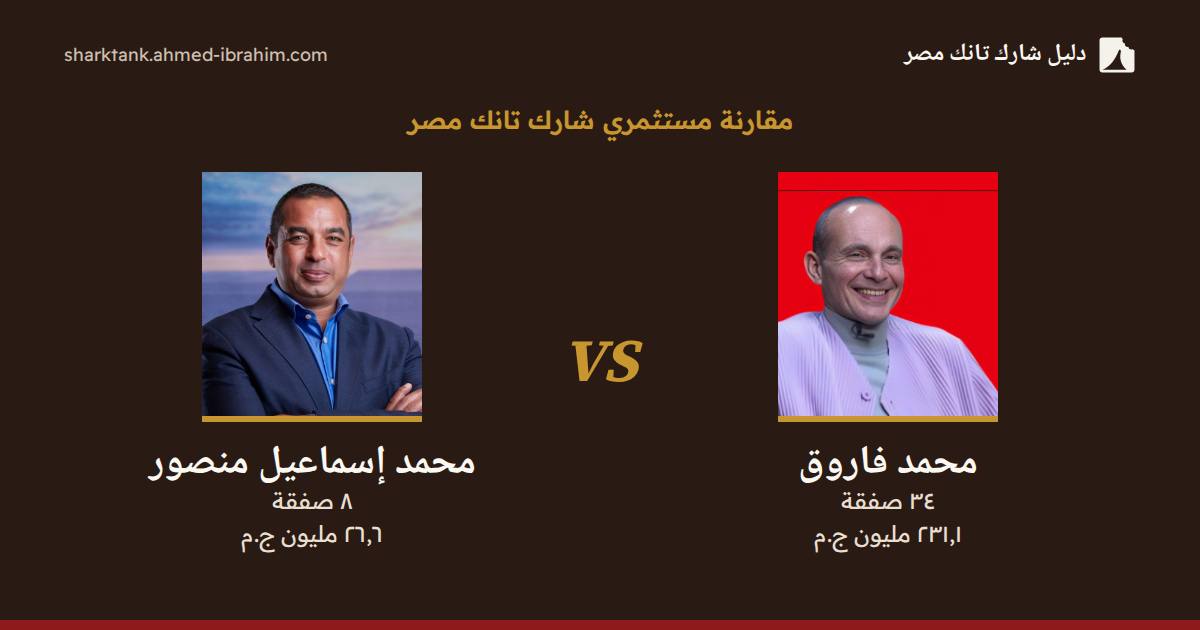 دليل شارك تانك مصر
sharktank.ahmed-ibrahim.com
مقارنة مستثمري شارك تانك مصر
محمد فاروق
٣٤ صفقة
٢٣١,١ مليون ج.م
VS
محمد إسماعيل منصور
٨ صفقة
٢٦,٦ مليون ج.م